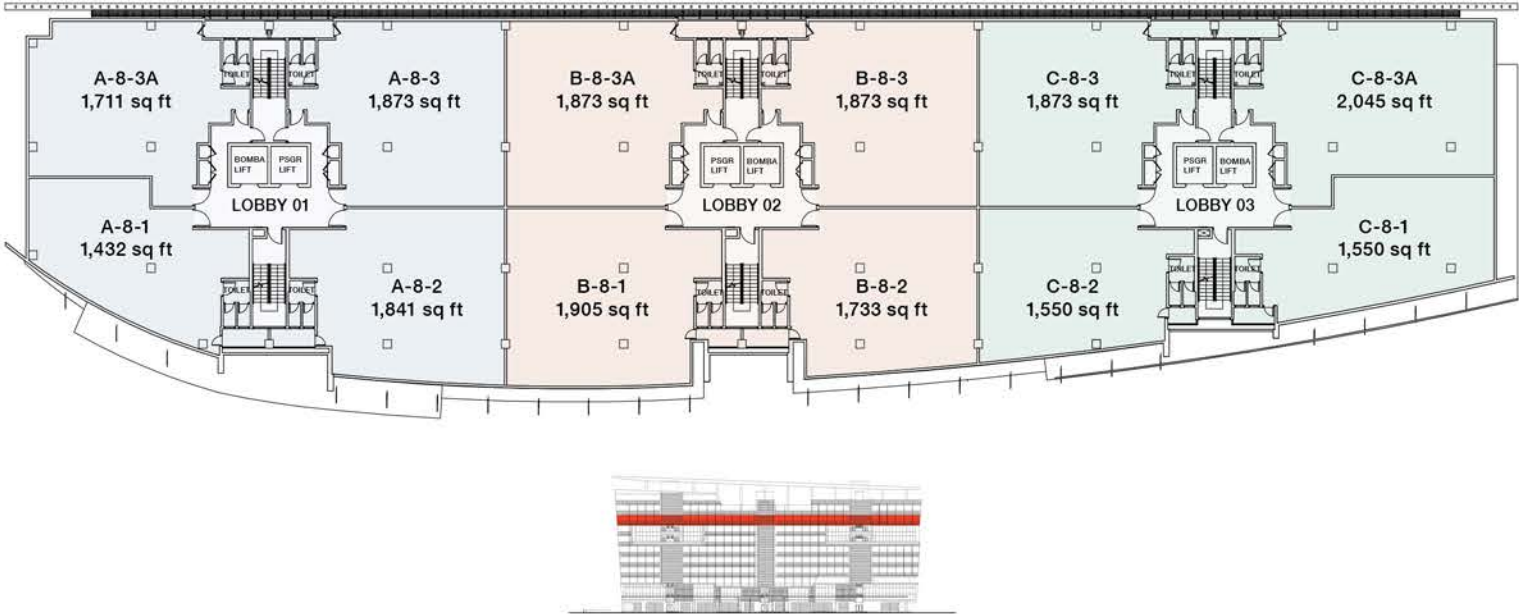 A-8-3A
1,711 sq ft
TOILET
TOILET
A-8-3
1,873 sq ft
B-8-3A
1,873 sq ft
TOILET
TOILET
B-8-3
1,873 sq ft
C-8-3
1,873 sq ft
TOILET
TOILET
C-8-3A
2,045 sq ft
BOMBA
LIFT
PSGR
LIFT
LOBBY 01
PSGR
LIFT
BOMBA
LIFT
LOBBY 02
PSGR
LIFT
BOMBA
LIFT
LOBBY 03
A-8-1
1,432 sq ft
TOILET
TOILET
A-8-2
1,841 sq ft
B-8-1
1,905 sq ft
TOILET
TOILET
B-8-2
1,733 sq ft
C-8-2
1,550 sq ft
TOILET
TOILET
C-8-1
1,550 sq ft